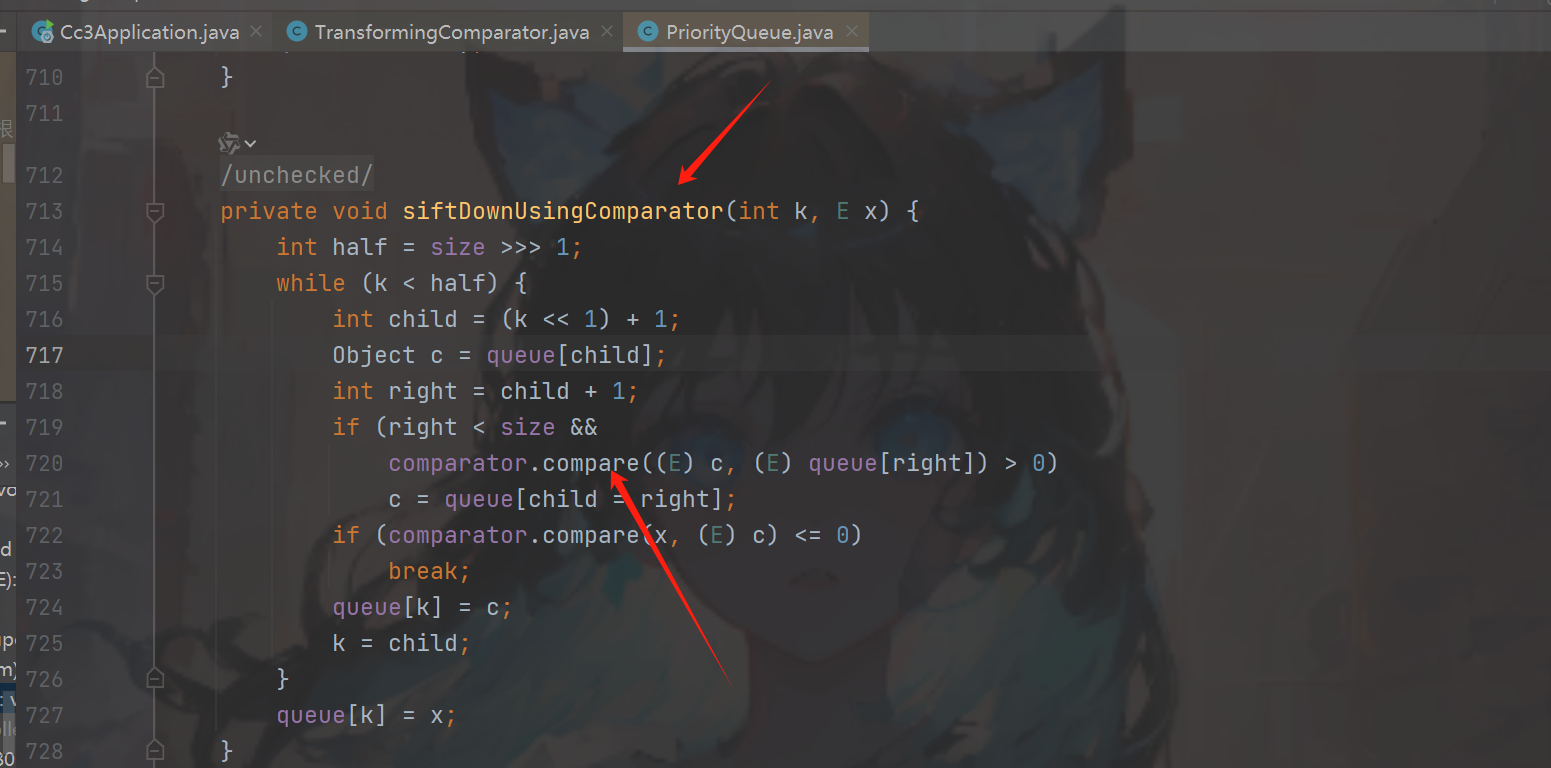 Cc3Application.java TransformingComparator.java PriorityQueue.java
710 }
711
712 /unchecked/
713 private void siftDownUsingComparator(int k, E x) {
714 int half = size >>> 1;
715 while (k < half) {
716 int child = (k << 1) + 1;
717 Object c = queue[child];
718 int right = child + 1;
719 if (right < size &&
720 comparator.compare((E) c, (E) queue[right]) > 0)
721 c = queue[child = right];
722 if (comparator.compare(x, (E) c) <= 0)
723 break;
724 queue[k] = c;
725 k = child;
726 }
727 queue[k] = x;
728 }